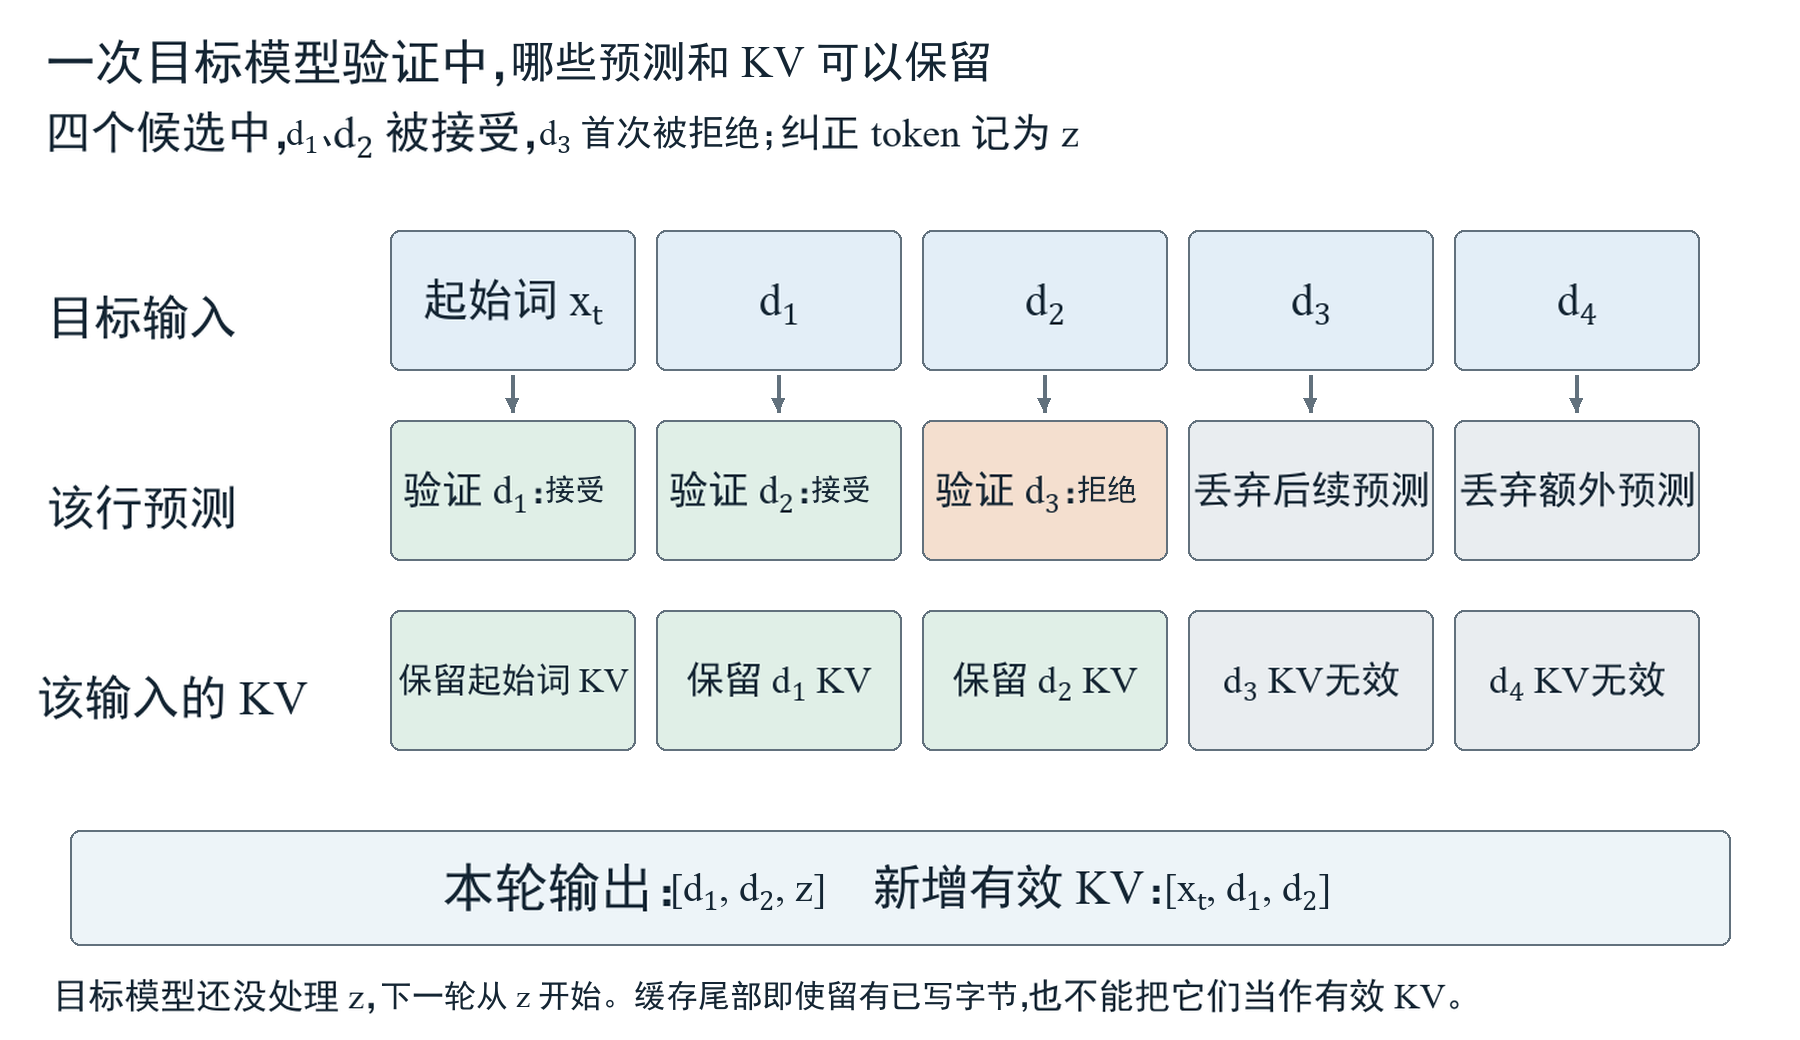 一次目标模型验证中,哪些预测和 KV 可以保留
四个候选中,d₁、d₂ 被接受,d₃ 首次被拒绝;纠正 token 记为 z
目标输入 起始词 xₜ d₁ d₂ d₃ d₄
该行预测 验证 d₁:接受 验证 d₂:接受 验证 d₃:拒绝 丢弃后续预测 丢弃额外预测
该输入的 KV 保留起始词 KV 保留 d₁ KV 保留 d₂ KV d₃ KV无效 d₄ KV无效
本轮输出:[d₁, d₂, z] 新增有效 KV:[xₜ, d₁, d₂]
目标模型还没处理 z,下一轮从 z 开始。缓存尾部即使留有已写字节,也不能把它们当作有效 KV。